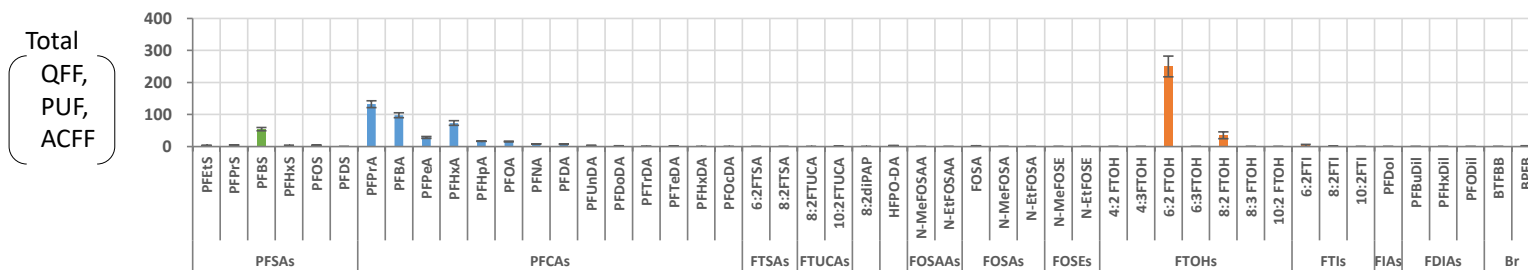 Total
QFF,
PUF,
ACFF
400
300
200
100
0
PFEtS
PFPrS
PFBS
PFHxS
PFOS
PFDS
PFPrA
PFBA
PFPeA
PFHxA
PFHpA
PFOA
PFNA
PFDA
PFUnDA
PFDoDA
PFTrDA
PFTeDA
PFHxDA
PFOcDA
6:2FTSA
8:2FTSA
8:2FTUCA
10:2FTUCA
8:2diPAP
HFPO-DA
N-MeFOSAA
N-EtFOSAA
FOSA
N-MeFOSA
N-EtFOSA
N-MeFOSE
N-EtFOSE
4:2 FTOH
4:3FTOH
6:2 FTOH
6:3FTOH
8:2 FTOH
8:3 FTOH
10:2 FTOH
6:2FTI
8:2FTI
10:2FTI
PFDoI
PFBuDiI
PFHxDiI
PFODiI
BTFBB
PFSAs
PFCAs
FTSAs
FTUCAs
FOSAAs
FOSAs
FOSEs
FTOHs
FTIs
FIAs
FDIAs
Br